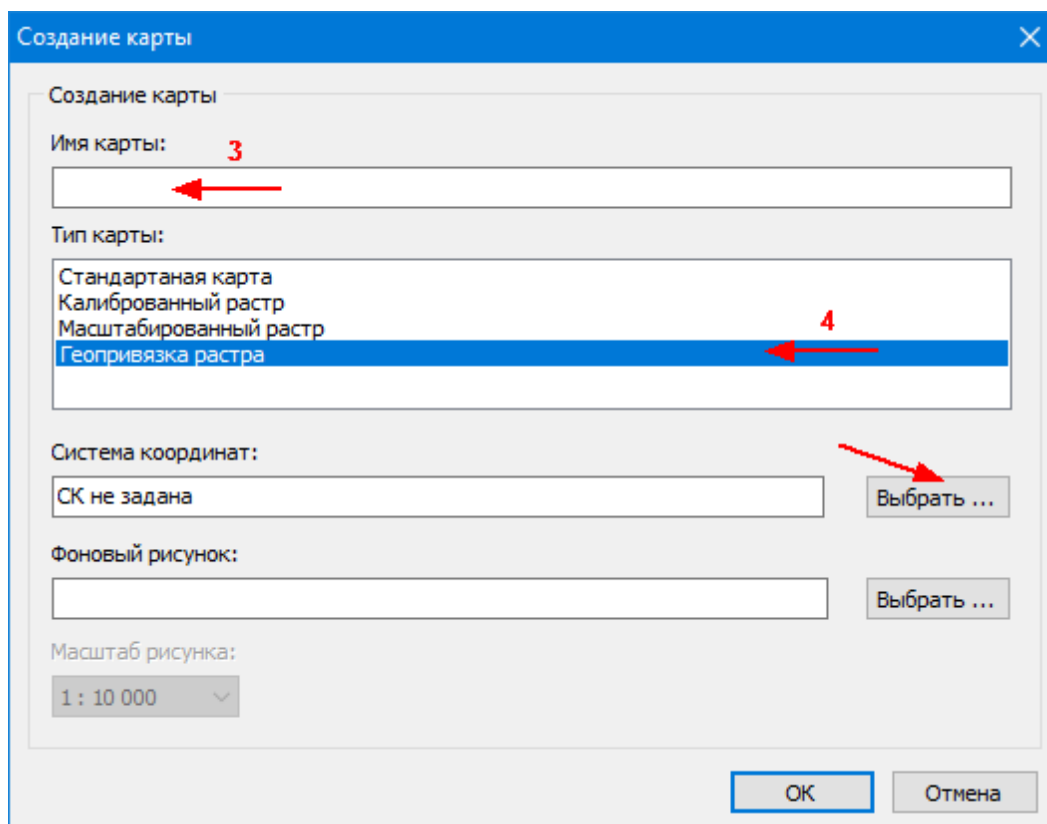 Создание карты
Создание карты
Имя карты:
3
Тип карты:
Стандартаная карта
Калиброванный растр
Масштабированный растр
4
Геопривязка растра
Система координат:
СК не задана
Выбрать ...
Фоновый рисунок:
Выбрать ...
Масштаб рисунка:
1 : 10 000
ОК
Отмена